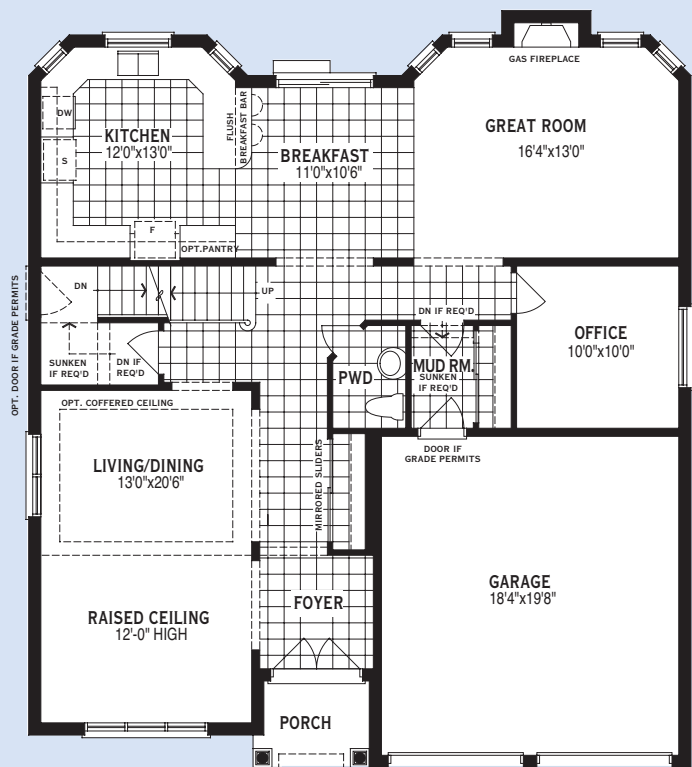 GAS FIREPLACE
DW
KITCHEN
12'0"x13'0"
S
FLUSH
BREAKFAST BAR
BREAKFAST
11'0"x10'6"
GREAT ROOM
16'4"x13'0"
F
OPT.PANTRY
OPT. DOOR IF GRADE PERMITS
DN
UP
SUNKEN
IF REQ'D
DN IF
REQ'D
PWD
DN IF REQ'D
MUD RM.
SUNKEN
IF REQ'D
OFFICE
10'0"x10'0"
OPT. COFFERED CEILING
LIVING/DINING
13'0"x20'6"
MIRRORED SLIDERS
DOOR IF
GRADE PERMITS
RAISED CEILING
12'-0" HIGH
FOYER
GARAGE
18'4"x19'8"
PORCH